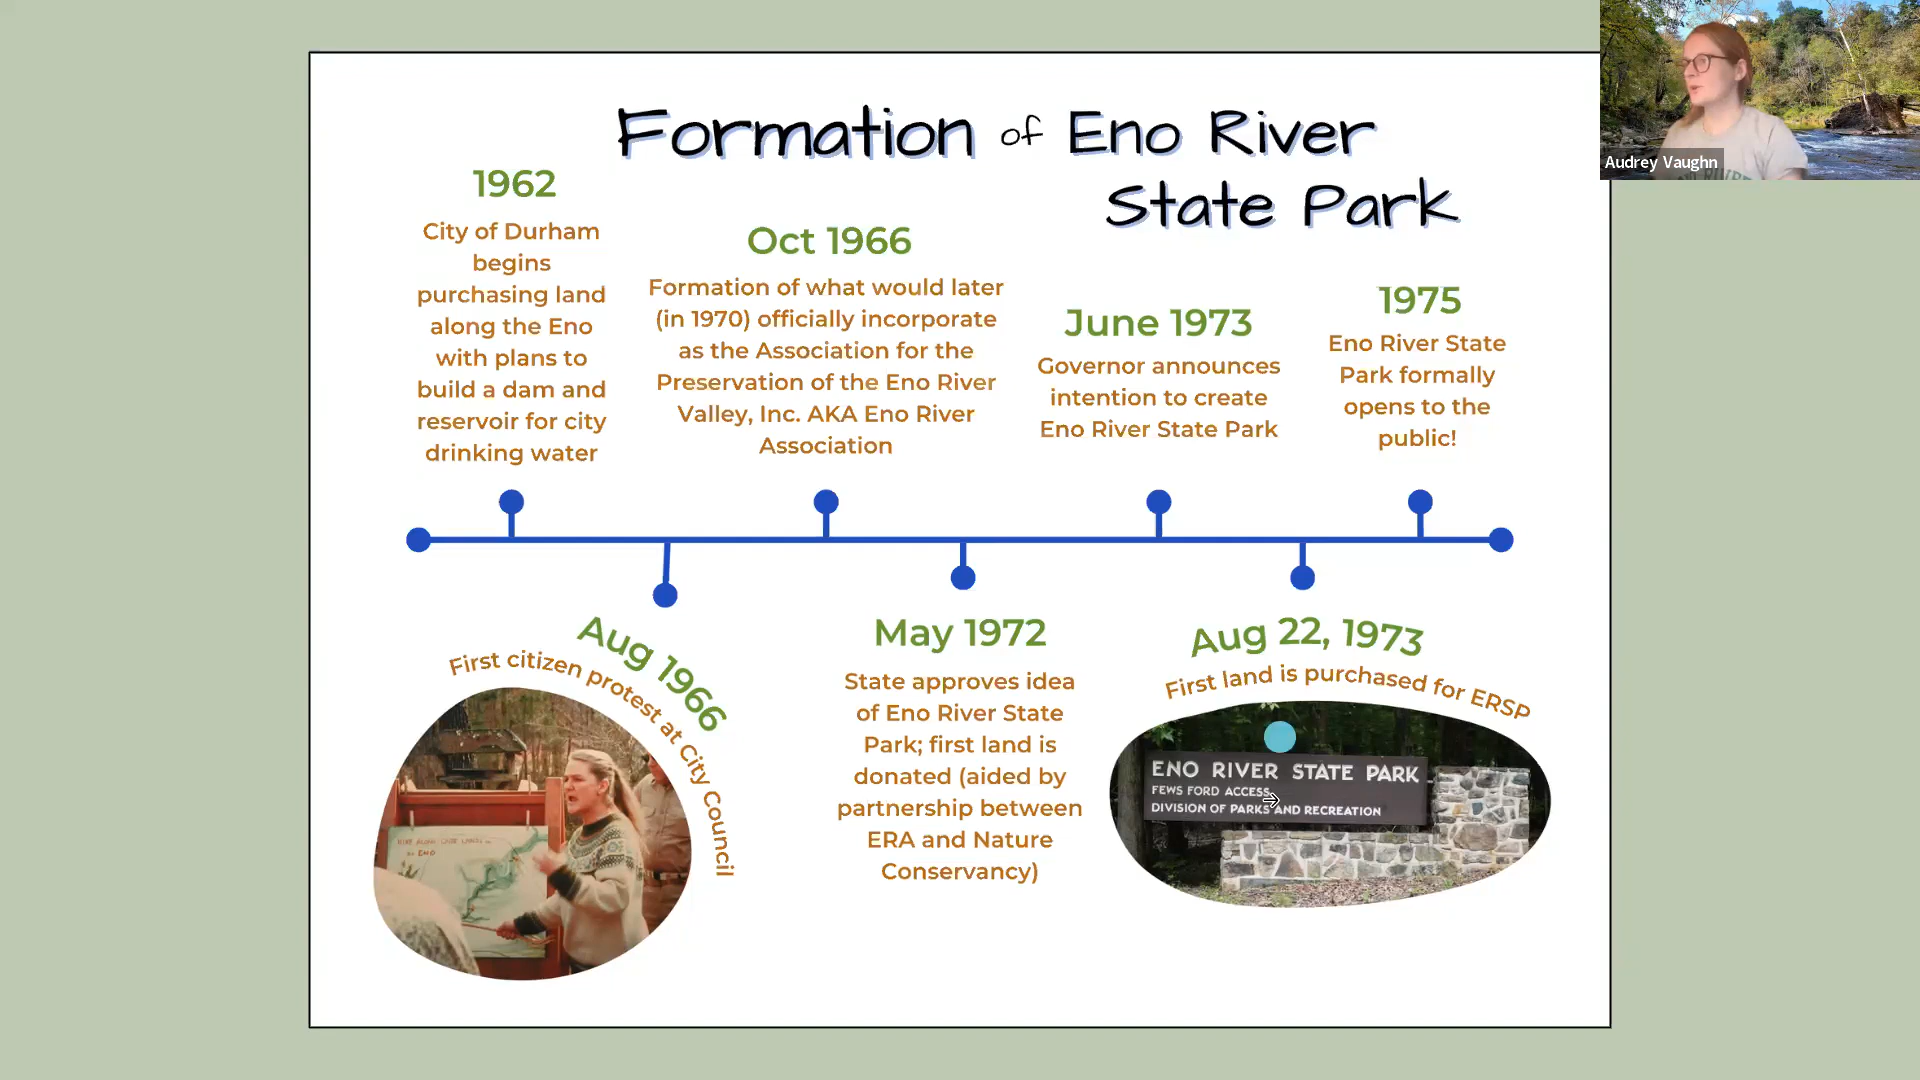 Formation of Eno River
State Park
1962
City of Durham
begins
purchasing land
along the Eno
with plans to
build a dam and
reservoir for city
drinking water
Oct 1966
Formation of what would later
(in 1970) officially incorporate
as the Association for the
Preservation of the Eno River
Valley, Inc. AKA Eno River
Association
June 1973
Governor announces
intention to create
Eno River State Park
1975
Eno River State
Park formally
opens to the
public!
Aug 1966
First citizen protest at City Council
May 1972
State approves idea
of Eno River State
Park; first land is
donated (aided by
partnership between
ERA and Nature
Conservancy)
Aug 22, 1973
First land is purchased for ERSP
ENO RIVER STATE PARK
FEWS FORD ACCESS
DIVISION OF PARKS AND RECREATION
Audrey Vaughn